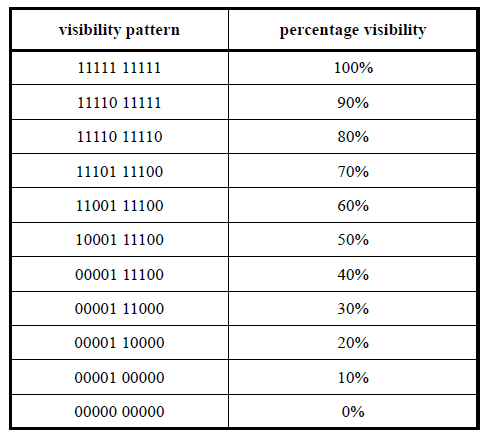 visibility pattern percentage visibility
11111 11111 100%
11110 11111 90%
11110 11110 80%
11101 11100 70%
11001 11100 60%
10001 11100 50%
00001 11100 40%
00001 11000 30%
00001 10000 20%
00001 00000 10%
00000 00000 0%